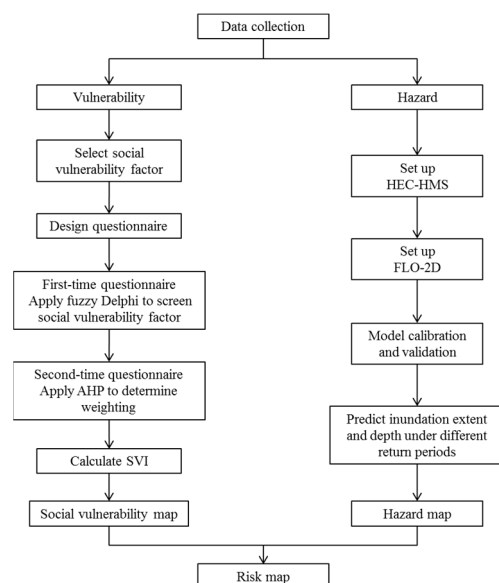 Data collection
Vulnerability
Select social
vulnerability factor
Design questionnaire
First-time questionnaire
Apply fuzzy Delphi to screen
social vulnerability factor
Second-time questionnaire
Apply AHP to determine
weighting
Calculate SVI
Social vulnerability map
Hazard
Set up
HEC-HMS
Set up
FLO-2D
Model calibration
and validation
Predict inundation extent
and depth under different
return periods
Hazard map
Risk map